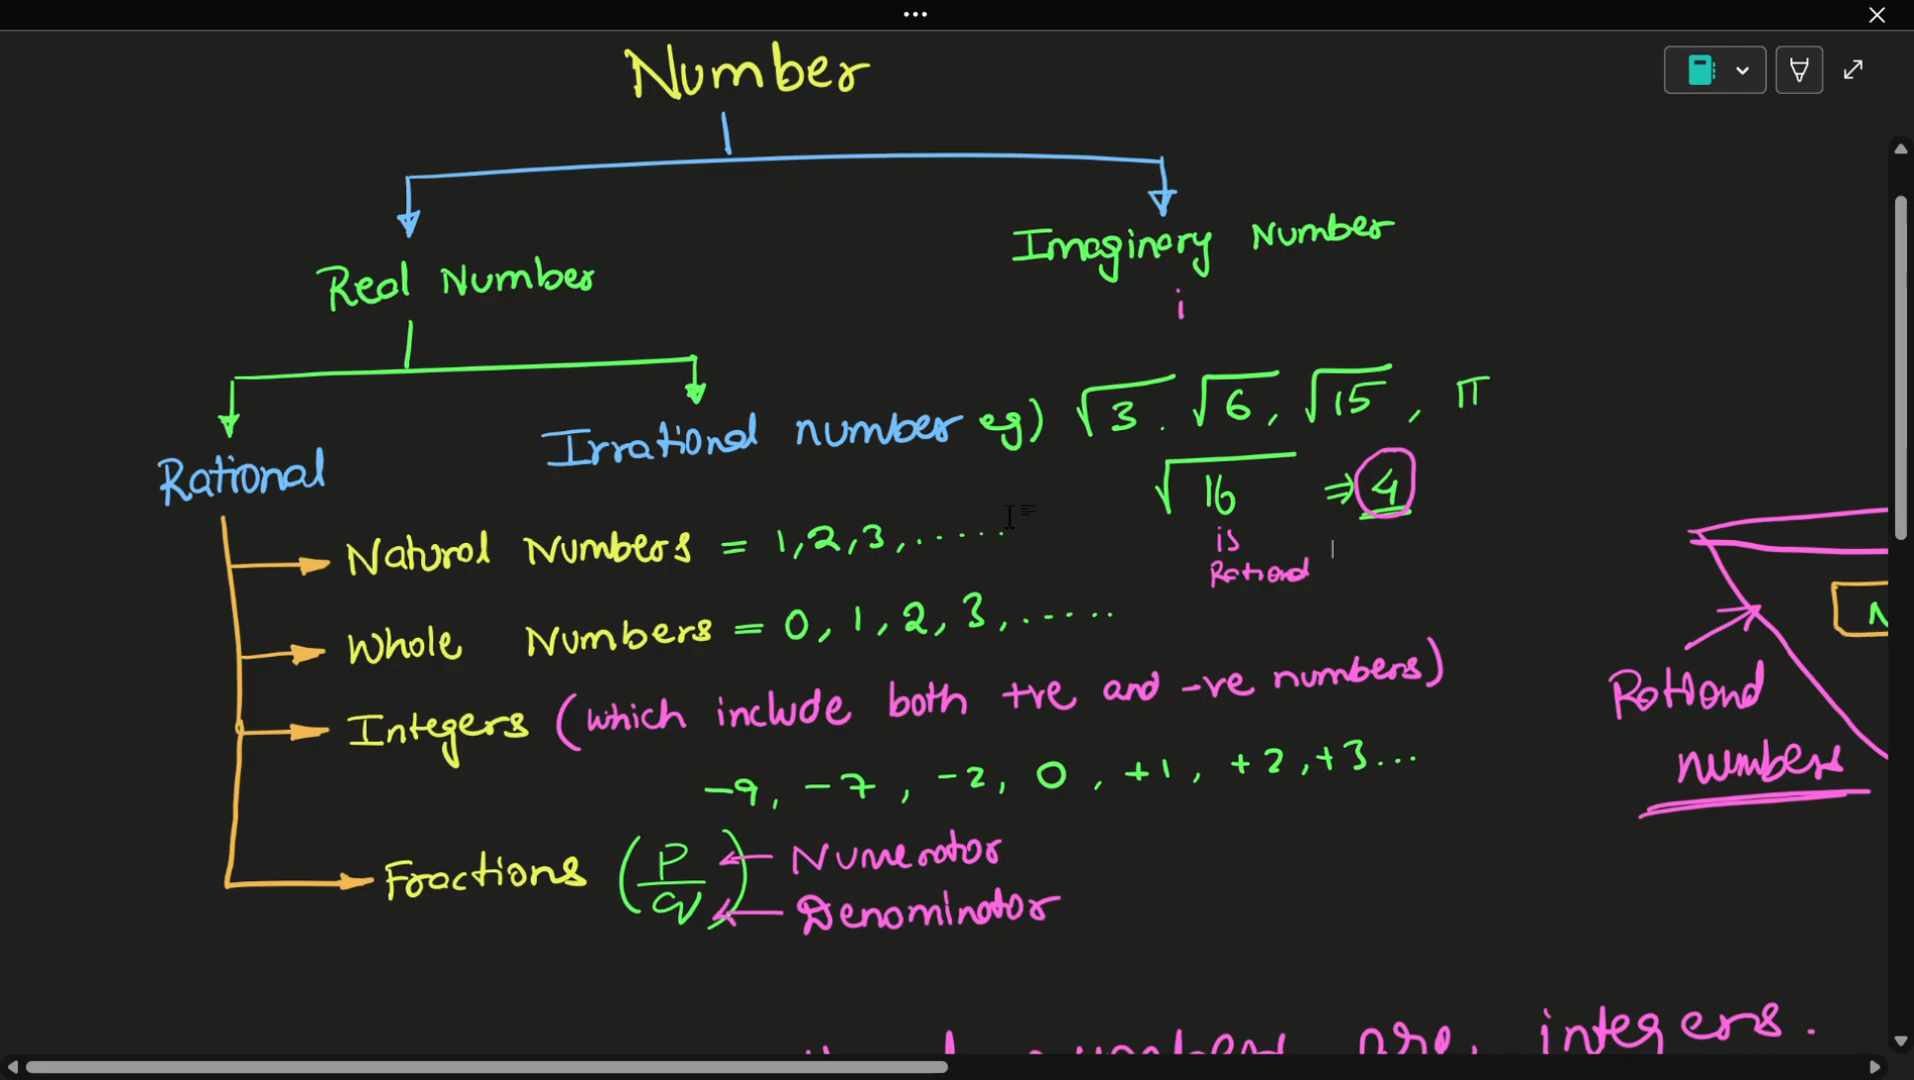 Number
Real Number
Imaginary Number
i
Rational
Irrational number eg) √3. √6, √15, π
√16 ⇒ 4
is
Rational
Natural Numbers = 1,2,3,.....
Whole Numbers = 0, 1, 2, 3,.....
Integers (which include both +ve and -ve numbers)
-9, -7, -2, 0, +1, +2,+3...
Fractions (P/q)
Numerator
Denominator
Rational
numbers
N
are integers.